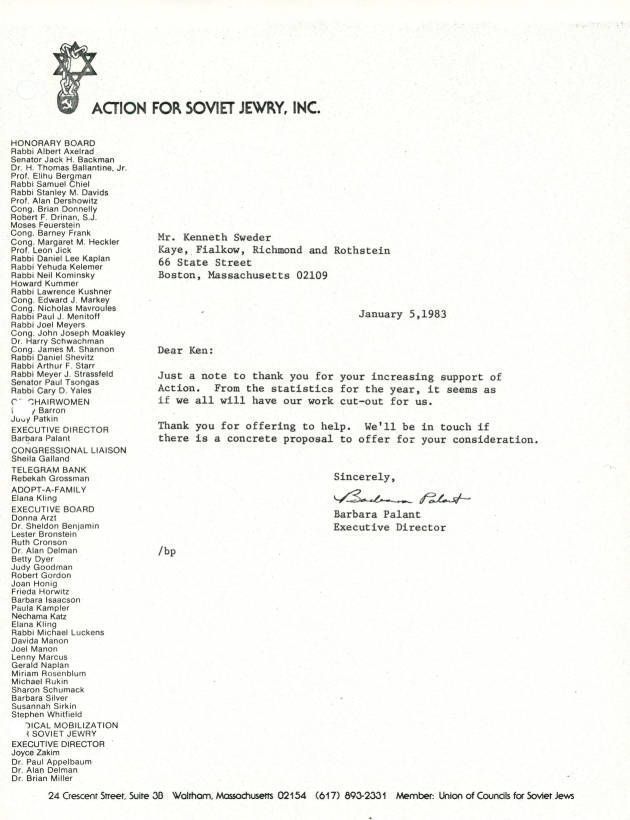 ACTION FOR SOVIET JEWRY, INC.
HONORARY BOARD
Rabbi Albert Axelrad
Senator Jack H. Backman
Dr. H. Thomas Ballantine, Jr.
Prof. Elihu Bergman
Rabbi Samuel Chiel
Rabbi Stanley M. Davids
Prof. Alan Dershowitz
Cong. Brian Donnelly
Robert F. Drinan, S.J.
Moses Feuerstein
Cong. Barney Frank
Cong. Margaret M. Heckler
Prof. Leon Jick
Rabbi Daniel Lee Kaplan
Rabbi Yehuda Kelemer
Rabbi Neil Kominsky
Howard Kummer
Rabbi Lawrence Kushner
Cong. Edward J. Markey
Cong. Nicholas Mavroules
Rabbi Paul J. Menitoff
Rabbi Joel Meyers
Cong. John Joseph Moakley
Dr. Harry Schwachman
Cong. James M. Shannon
Rabbi Daniel Shevitz
Rabbi Arthur F. Starr
Rabbi Meyer J. Strassfeld
Senator Paul Tsongas
Rabbi Cary D. Yales
CHAIRWOMEN
Barron
Judy Patkin
EXECUTIVE DIRECTOR
Barbara Palant
CONGRESSIONAL LIAISON
Sheila Galland
TELEGRAM BANK
Rebekah Grossman
ADOPT-A-FAMILY
Elana Kling
EXECUTIVE BOARD
Donna Arzt
Dr. Sheldon Benjamin
Lester Bronstein
Ruth Cronson
Dr. Alan Delman
Betty Dyer
Judy Goodman
Robert Gordon
Joan Honig
Frieda Horwitz
Barbara Isaacson
Paula Kampler
Nechama Katz
Elana Kling
Rabbi Michael Luckens
Davida Manon
Joel Manon
Lenny Marcus
Gerald Naplan
Miriam Rosenblum
Michael Rukin
Sharon Schumack
Barbara Silver
Susannah Sirkin
Stephen Whitfield
DICAL MOBILIZATION
SOVIET JEWRY
EXECUTIVE DIRECTOR
Joyce Zakim
Dr. Paul Appelbaum
Dr. Alan Delman
Dr. Brian Miller
Mr. Kenneth Sweder
Kaye, Fialkow, Richmond and Rothstein
66 State Street
Boston, Massachusetts 02109
January 5,1983
Dear Ken:
Just a note to thank you for your increasing support of
Action. From the statistics for the year, it seems as
if we all will have our work cut-out for us.
Thank you for offering to help. We'll be in touch if
there is a concrete proposal to offer for your consideration.
Sincerely,
Barbara Palant
Barbara Palant
Executive Director
/bp
24 Crescent Street, Suite 3B Waltham, Massachusetts 02154 (617) 893-2331 Member: Union of Councils for Soviet Jews